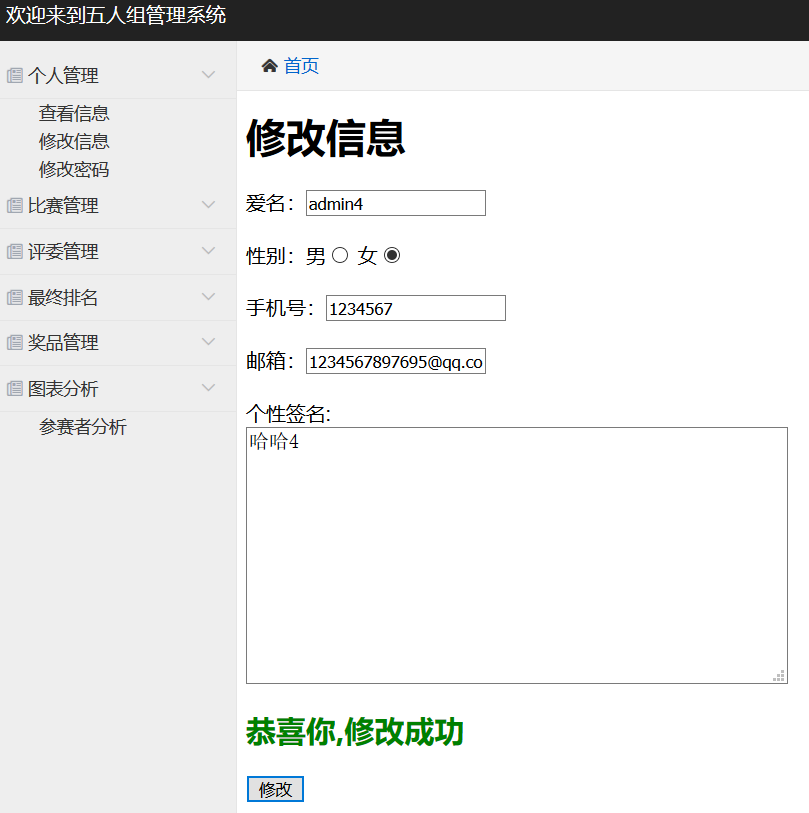 欢迎来到五人组管理系统
首页
个人管理
查看信息
修改信息
修改密码
比赛管理
评委管理
最终排名
奖品管理
图表分析
参赛者分析
修改信息
爱名：admin4
性别：男 女
手机号：1234567
邮箱：1234567897695@qq.co
个性签名:
哈哈4
恭喜你,修改成功
修改